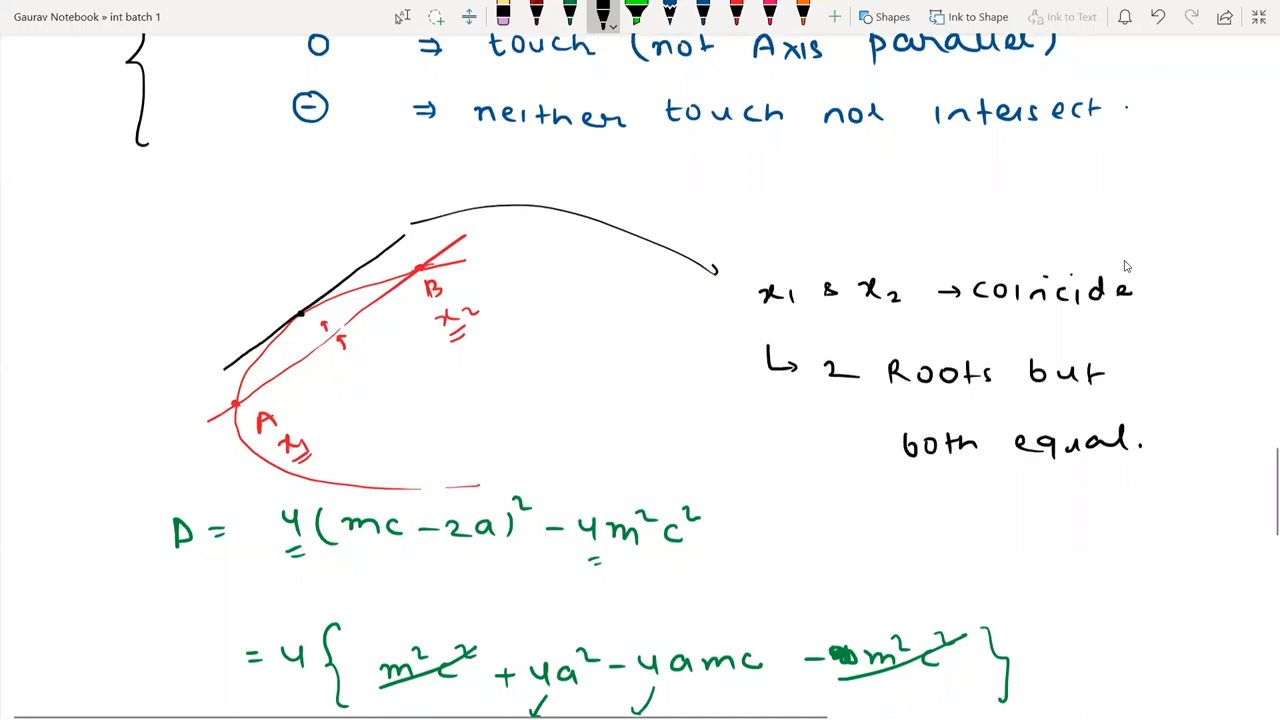 Gaurav Notebook » int batch 1
Shapes
Ink to Shape
Ink to Text
0 ⇒ touch (not Axis parallel)
⊖ ⇒ neither touch not intersect.
x1 & x2 → coincide
↳ 2 Roots but
both equal.
B
x2
A
x1
D = 4(mc - 2a)² - 4m²c²
= 4 { m²c² + 4a² - 4amc - m²c² }